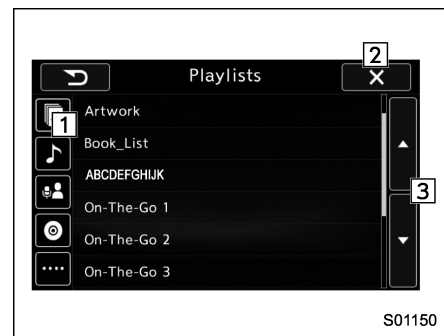 2
Playlists
Artwork
1
Book_List
ABCDEFGHIJK
On-The-Go 1
3
On-The-Go 2
On-The-Go 3
S01150